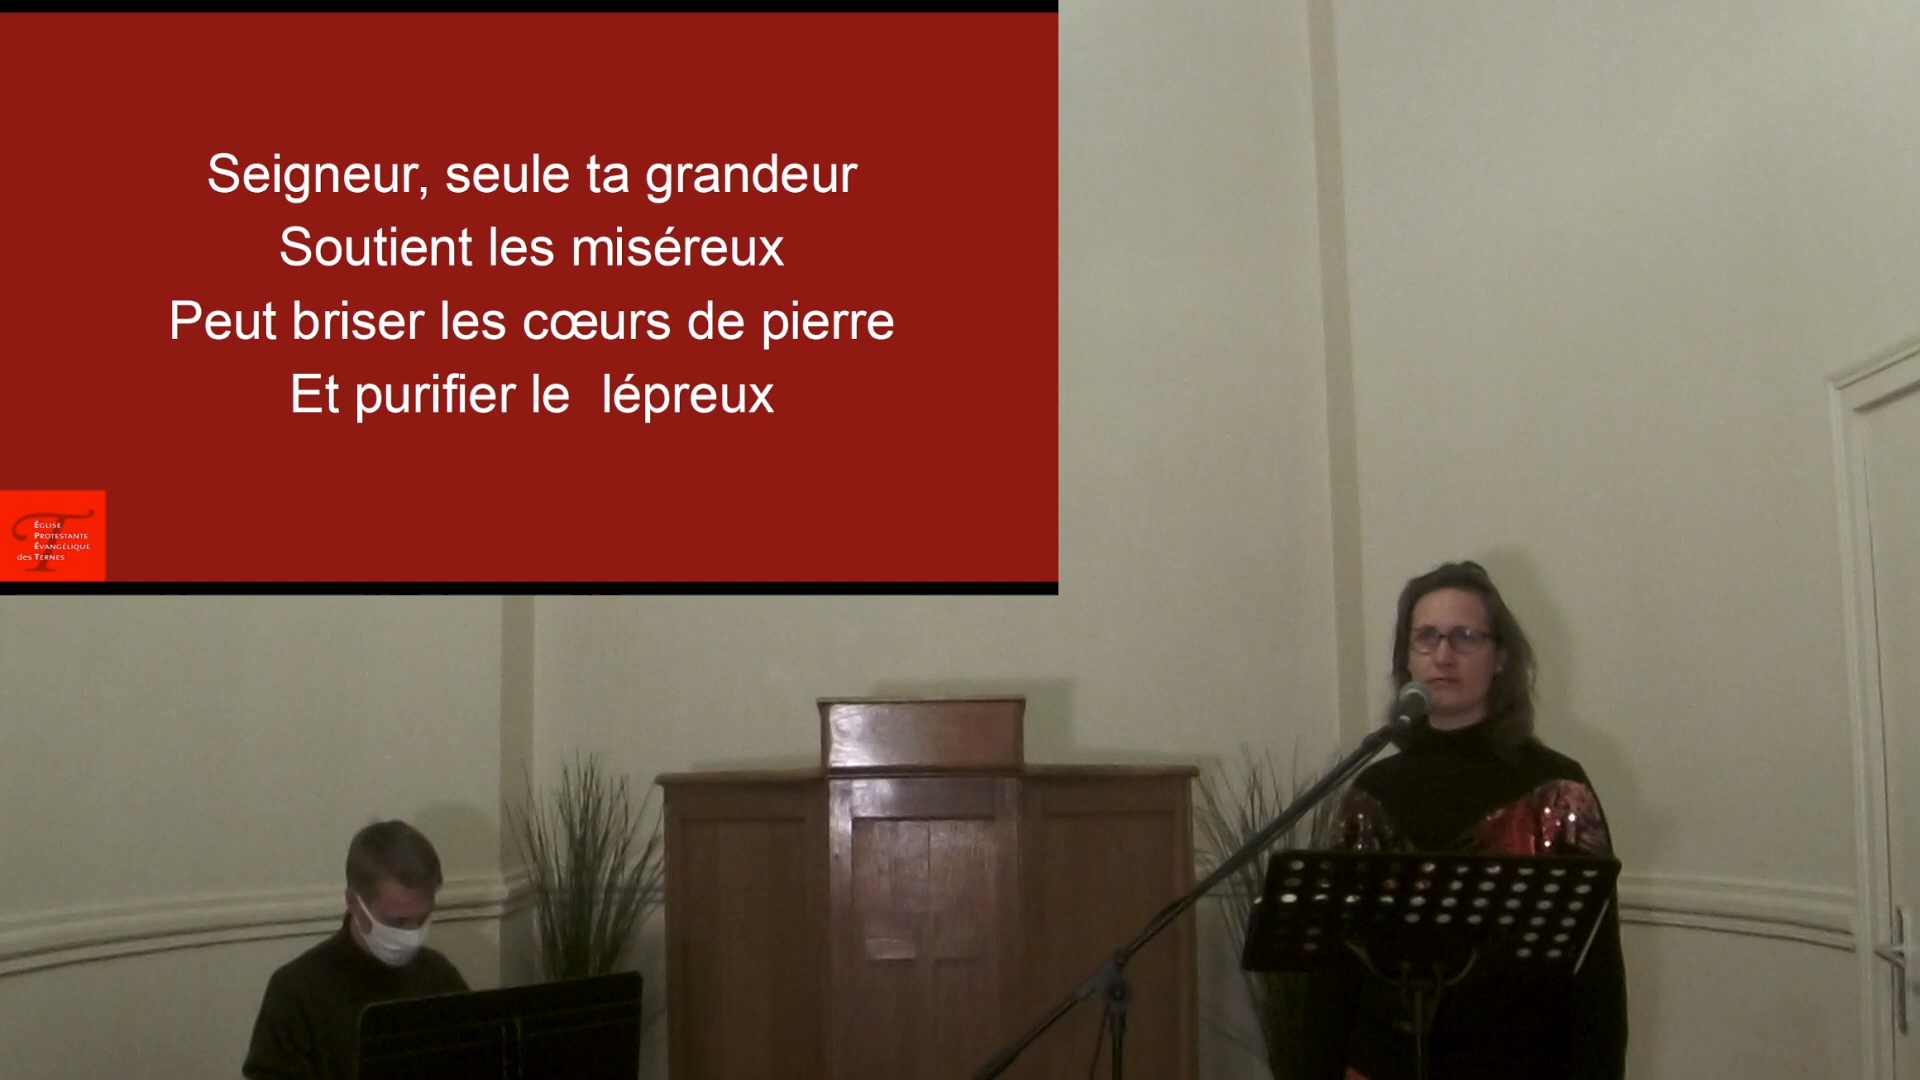 Seigneur, seule ta grandeur
Soutient les miséreux
Peut briser les cœurs de pierre
Et purifier le  lépreux
ÉGLISE
PROTESTANTE
ÉVANGÉLIQUE
des TERNES